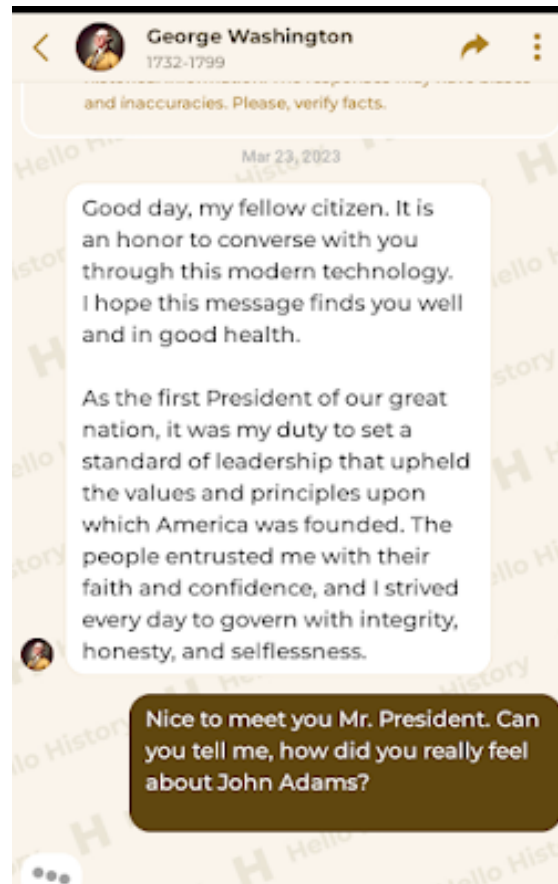 George Washington
1732-1799
and inaccuracies. Please, verify facts.
Mar 23, 2023
Good day, my fellow citizen. It is
an honor to converse with you
through this modern technology.
I hope this message finds you well
and in good health.
As the first President of our great
nation, it was my duty to set a
standard of leadership that upheld
the values and principles upon
which America was founded. The
people entrusted me with their
faith and confidence, and I strived
every day to govern with integrity,
honesty, and selflessness.
Nice to meet you Mr. President. Can
you tell me, how did you really feel
about John Adams?
Hello History